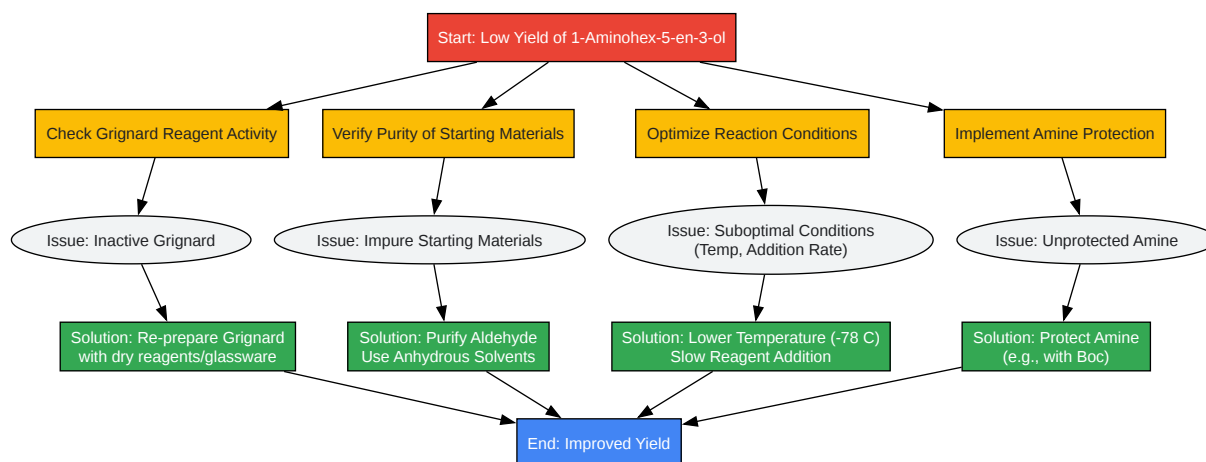 Start: Low Yield of 1-Aminohex-5-en-3-ol
Check Grignard Reagent Activity
Verify Purity of Starting Materials
Optimize Reaction Conditions
Implement Amine Protection
Issue: Inactive Grignard
Issue: Impure Starting Materials
Issue: Suboptimal Conditions
(Temp, Addition Rate)
Issue: Unprotected Amine
Solution: Re-prepare Grignard
with dry reagents/glassware
Solution: Purify Aldehyde
Use Anhydrous Solvents
Solution: Lower Temperature (-78 C)
Slow Reagent Addition
Solution: Protect Amine
(e.g., with Boc)
End: Improved Yield